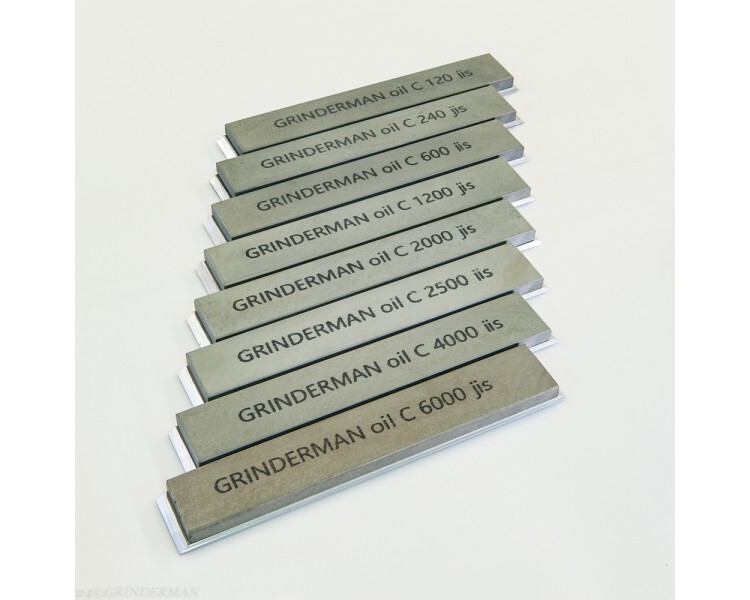 GRINDERMAN oil C 120 jis
GRINDERMAN oil C 240 jis
GRINDERMAN oil C 600 jis
GRINDERMAN oil C 1200 jis
GRINDERMAN oil C 2000 jis
GRINDERMAN oil C 2500 jis
GRINDERMAN oil C 4000 jis
GRINDERMAN oil C 6000 jis
©GRINDERMAN